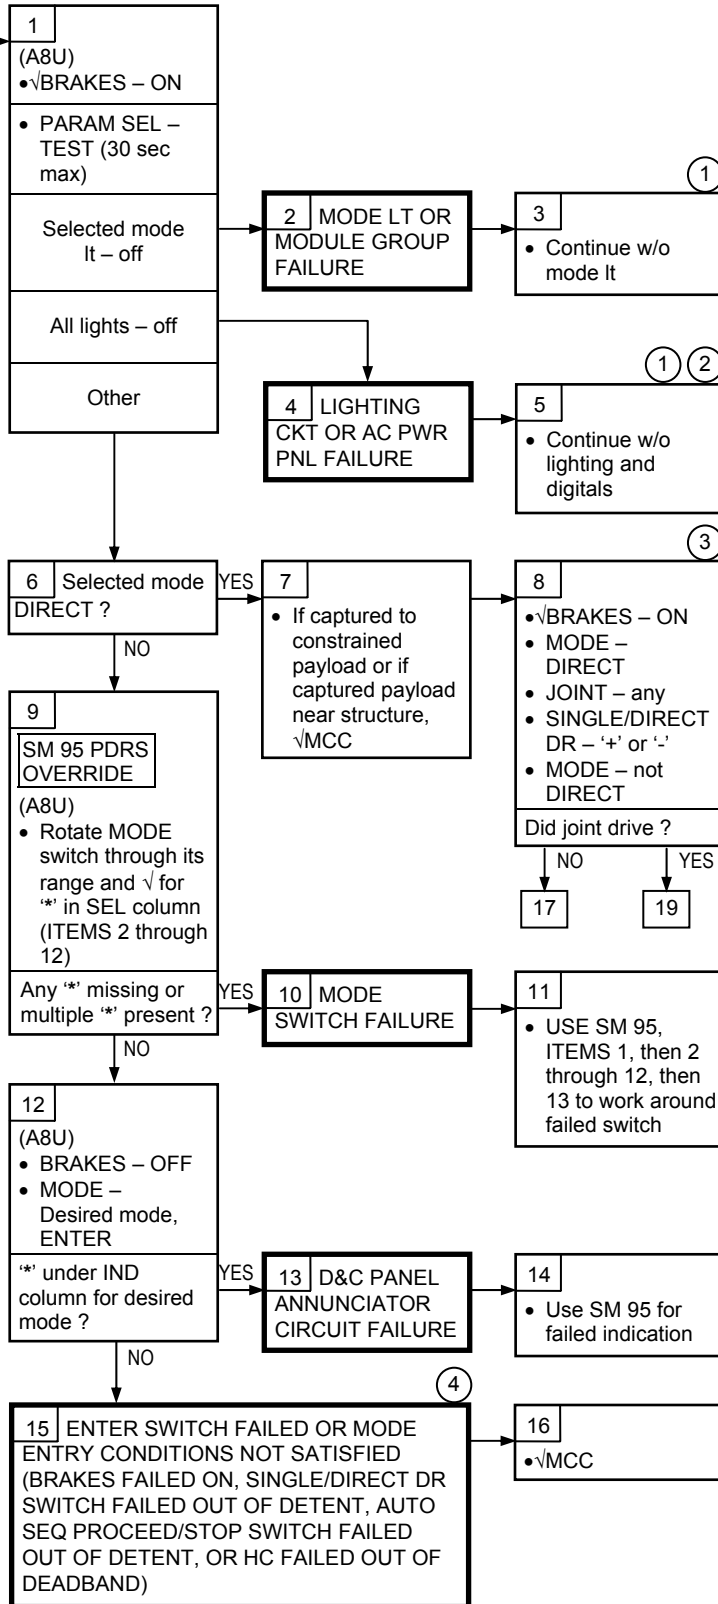 1
(A8U)
•√BRAKES – ON
• PARAM SEL –
TEST (30 sec
max)
Selected mode
lt – off
All lights – off
Other
2 MODE LT OR
MODULE GROUP
FAILURE
1
3
• Continue w/o
mode lt
4 LIGHTING
CKT OR AC PWR
PNL FAILURE
1 2
5
• Continue w/o
lighting and
digitals
6 Selected mode
DIRECT ?
YES
NO
7
• If captured to
constrained
payload or if
captured payload
near structure,
√MCC
3
8
•√BRAKES – ON
• MODE –
DIRECT
• JOINT – any
• SINGLE/DIRECT
DR – '+' or '-'
• MODE – not
DIRECT
Did joint drive ?
NO YES
17 19
9
SM 95 PDRS
OVERRIDE
(A8U)
• Rotate MODE
switch through its
range and √ for
'*' in SEL column
(ITEMS 2 through
12)
Any '*' missing or
multiple '*' present ?
YES
NO
10 MODE
SWITCH FAILURE
11
• USE SM 95,
ITEMS 1, then 2
through 12, then
13 to work around
failed switch
12
(A8U)
• BRAKES – OFF
• MODE –
Desired mode,
ENTER
'*' under IND
column for desired
mode ?
YES
NO
13 D&C PANEL
ANNUNCIATOR
CIRCUIT FAILURE
14
• Use SM 95 for
failed indication
4
15 ENTER SWITCH FAILED OR MODE
ENTRY CONDITIONS NOT SATISFIED
(BRAKES FAILED ON, SINGLE/DIRECT DR
SWITCH FAILED OUT OF DETENT, AUTO
SEQ PROCEED/STOP SWITCH FAILED
OUT OF DETENT, OR HC FAILED OUT OF
DEADBAND)
16
•√MCC